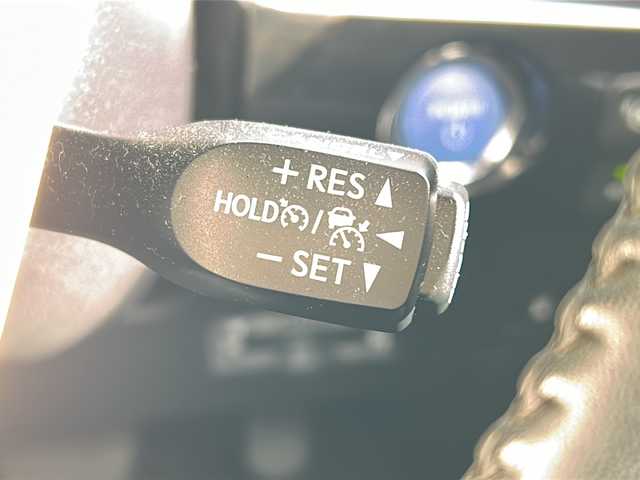 + RES ▲
HOLD / ◀
− SET ▼